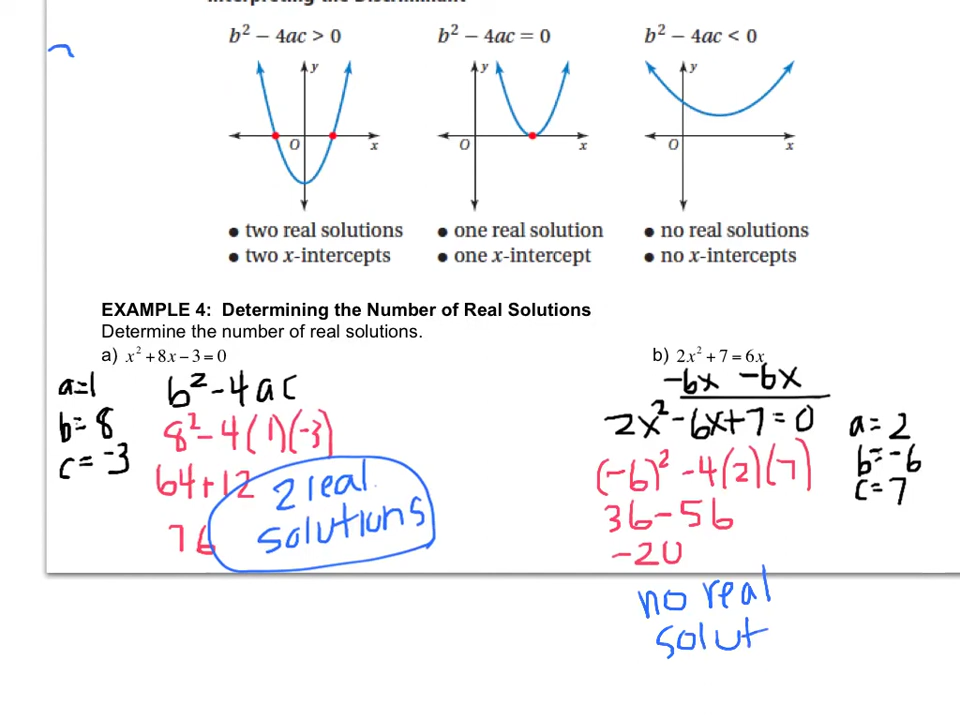 Interpreting the Discriminant
b² − 4ac > 0
b² − 4ac = 0
b² − 4ac < 0
y
y
y
O
x
O
x
O
x
• two real solutions
• two x-intercepts
• one real solution
• one x-intercept
• no real solutions
• no x-intercepts
EXAMPLE 4: Determining the Number of Real Solutions
Determine the number of real solutions.
a) x² + 8x − 3 = 0
a=1
b=8
c=-3
b²-4ac
8²-4(1)(-3)
64+12
76
2 real
solutions
b) 2x² + 7 = 6x
-6x -6x
2x²-6x+7=0
a=2
b=-6
c=7
(-6)²-4(2)(7)
36-56
-20
no real
solut